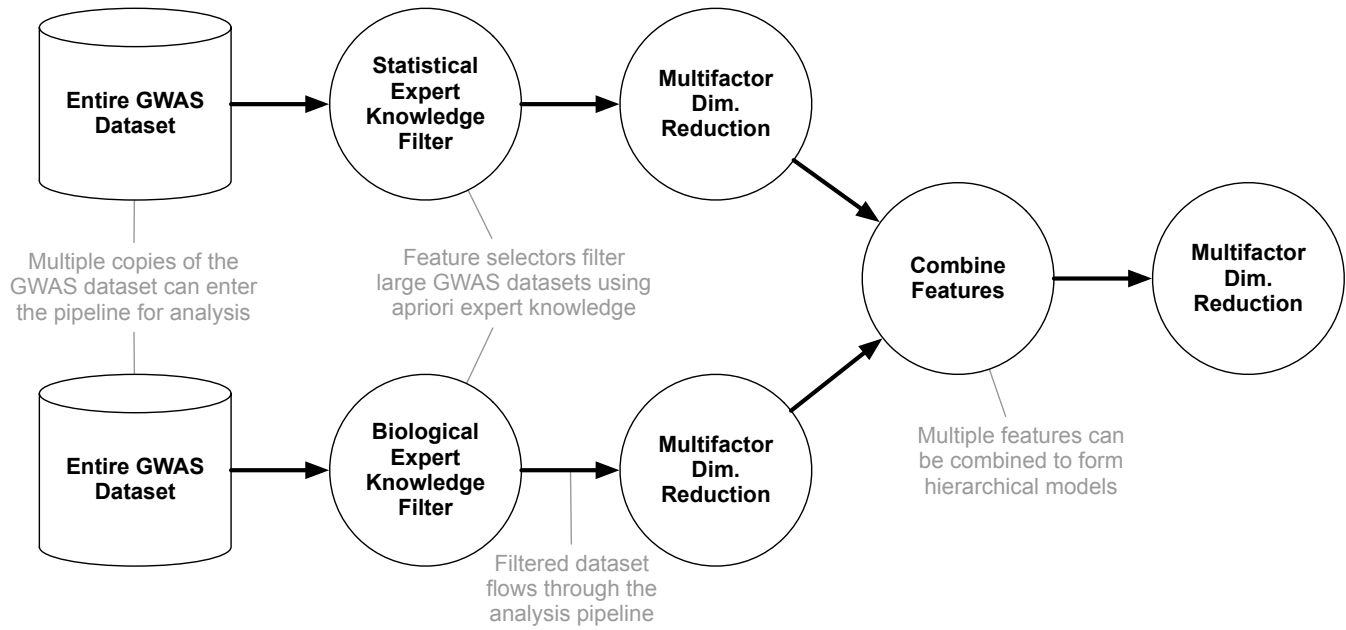 Entire GWAS
Dataset
Statistical
Expert
Knowledge
Filter
Multifactor
Dim.
Reduction
Multiple copies of the
GWAS dataset can enter
the pipeline for analysis
Feature selectors filter
large GWAS datasets using
apriori expert knowledge
Combine
Features
Multifactor
Dim.
Reduction
Entire GWAS
Dataset
Biological
Expert
Knowledge
Filter
Multifactor
Dim.
Reduction
Multiple features can
be combined to form
hierarchical models
Filtered dataset
flows through the
analysis pipeline